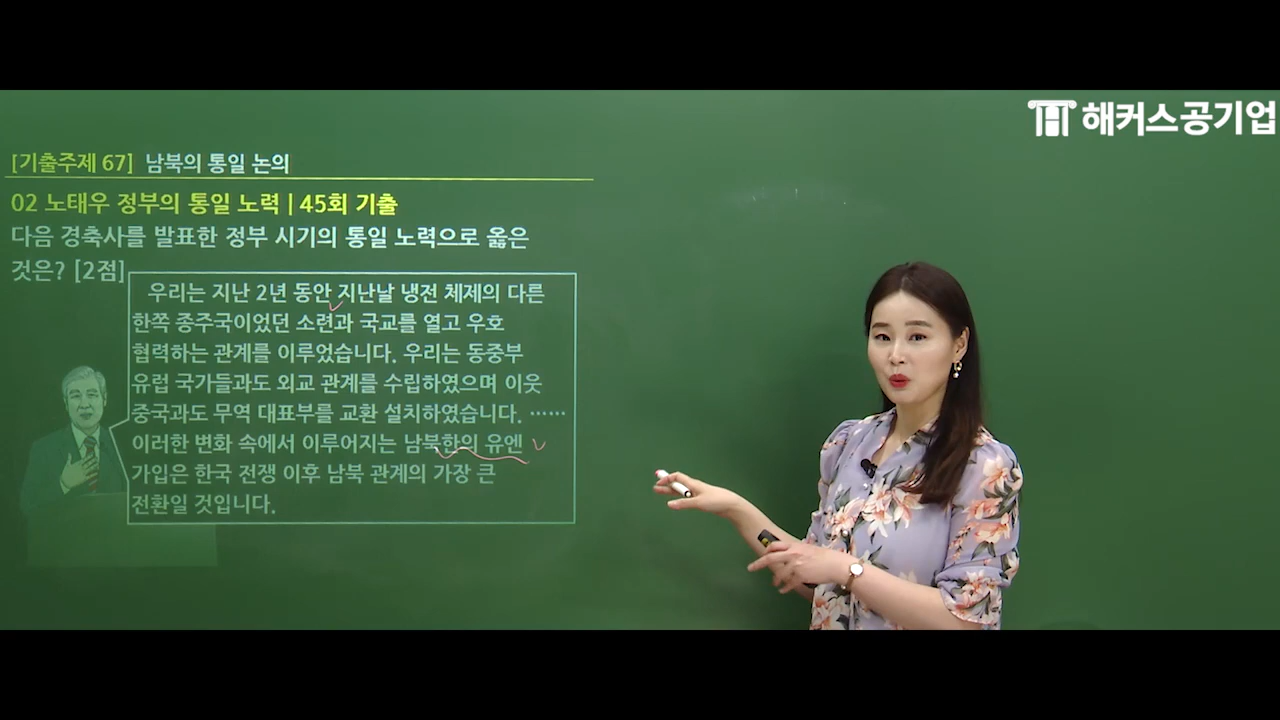 해커스공기업
[기출주제 67] 남북의 통일 논의
02 노태우 정부의 통일 노력 | 45회 기출
다음 경축사를 발표한 정부 시기의 통일 노력으로 옳은
것은? [2점]
우리는 지난 2년 동안 지난날 냉전 체제의 다른
한쪽 종주국이었던 소련과 국교를 열고 우호
협력하는 관계를 이루었습니다. 우리는 동중부
유럽 국가들과도 외교 관계를 수립하였으며 이웃
중국과도 무역 대표부를 교환 설치하였습니다. ……
이러한 변화 속에서 이루어지는 남북한의 유엔
가입은 한국 전쟁 이후 남북 관계의 가장 큰
전환일 것입니다.